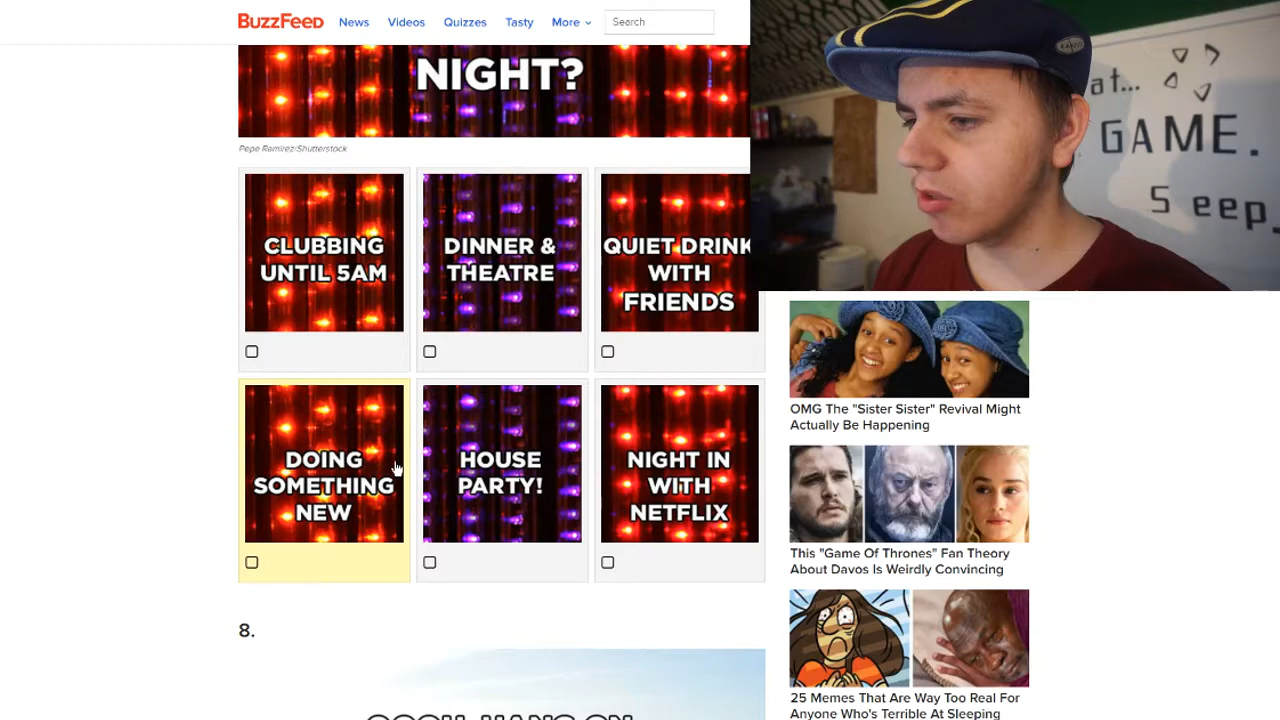 BuzzFeed News Videos Quizzes Tasty More Search
NIGHT?
Pepe Ramirez/Shutterstock
CLUBBING
UNTIL 5AM
DINNER &
THEATRE
QUIET DRINK
WITH
FRIENDS
DOING
SOMETHING
NEW
HOUSE
PARTY!
NIGHT IN
WITH
NETFLIX
8.
at...
GAME.
Sleep.
OMG The "Sister Sister" Revival Might
Actually Be Happening
This "Game Of Thrones" Fan Theory
About Davos Is Weirdly Convincing
25 Memes That Are Way Too Real For
Anyone Who's Terrible At Sleeping